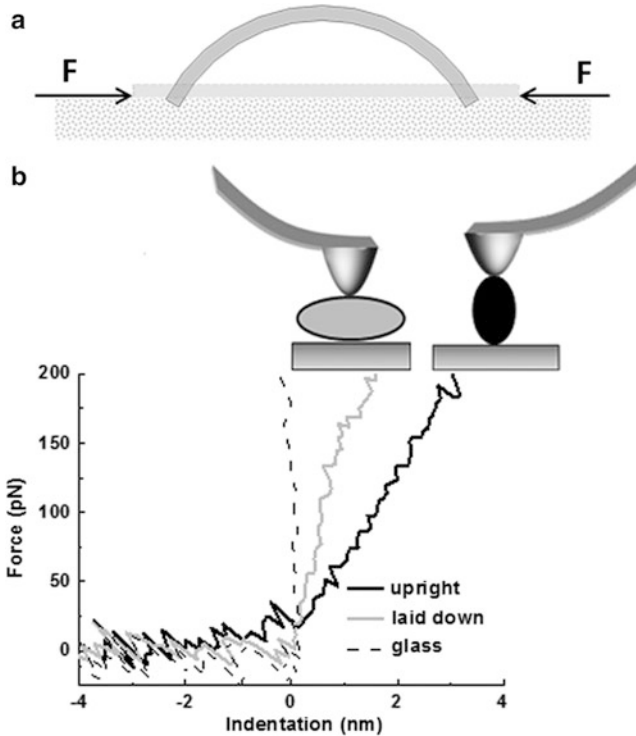 a
F F
b
200
150
100
50
0
Force (pN)
upright
laid down
glass
-4 -2 0 2 4
Indentation (nm)